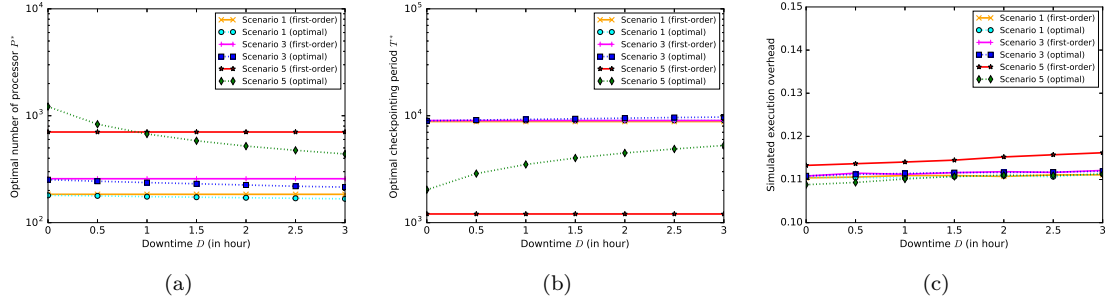 10^4
10^3
10^2
0
0.5
1
1.5
2
2.5
3
Optimal number of processor P*
Downtime D (in hour)
Scenario 1 (first-order)
Scenario 1 (optimal)
Scenario 3 (first-order)
Scenario 3 (optimal)
Scenario 5 (first-order)
Scenario 5 (optimal)
(a)
10^5
10^4
10^3
0
0.5
1
1.5
2
2.5
3
Optimal checkpointing period T*
Downtime D (in hour)
Scenario 1 (first-order)
Scenario 1 (optimal)
Scenario 3 (first-order)
Scenario 3 (optimal)
Scenario 5 (first-order)
Scenario 5 (optimal)
(b)
0.15
0.14
0.13
0.12
0.11
0.10
0
0.5
1
1.5
2
2.5
3
Simulated execution overhead
Downtime D (in hour)
Scenario 1 (first-order)
Scenario 1 (optimal)
Scenario 3 (first-order)
Scenario 3 (optimal)
Scenario 5 (first-order)
Scenario 5 (optimal)
(c)